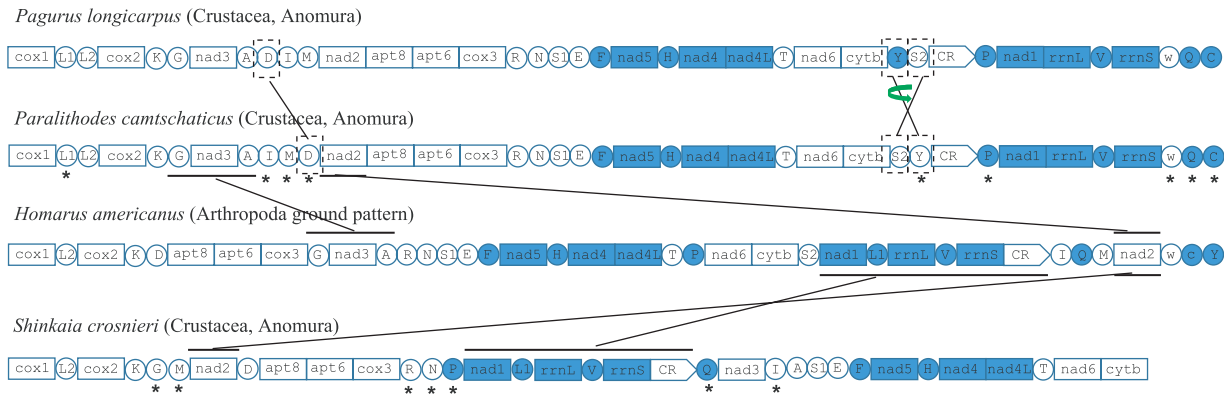 Pagurus longicarpus (Crustacea, Anomura)
cox1 L1 L2 cox2 K G nad3 A D I M nad2 apt8 apt6 cox3 R N S1 E F nad5 H nad4 nad4L T nad6 cytb Y S2 CR P nad1 rrnL V rrnS w Q C
Paralithodes camtschaticus (Crustacea, Anomura)
cox1 L1 L2 cox2 K G nad3 A I M D nad2 apt8 apt6 cox3 R N S1 E F nad5 H nad4 nad4L T nad6 cytb S2 Y CR P nad1 rrnL V rrnS w Q C
* * * * * * * * *
Homarus americanus (Arthropoda ground pattern)
cox1 L2 cox2 K D apt8 apt6 cox3 G nad3 A R N S1 E F nad5 H nad4 nad4L T P nad6 cytb S2 nad1 L1 rrnL V rrnS CR I Q M nad2 w c Y
Shinkaia crosnieri (Crustacea, Anomura)
cox1 L2 cox2 K G M nad2 D apt8 apt6 cox3 R N P nad1 L1 rrnL V rrnS CR Q nad3 I A S1 E F nad5 H nad4 nad4L T nad6 cytb
* * * * * * *